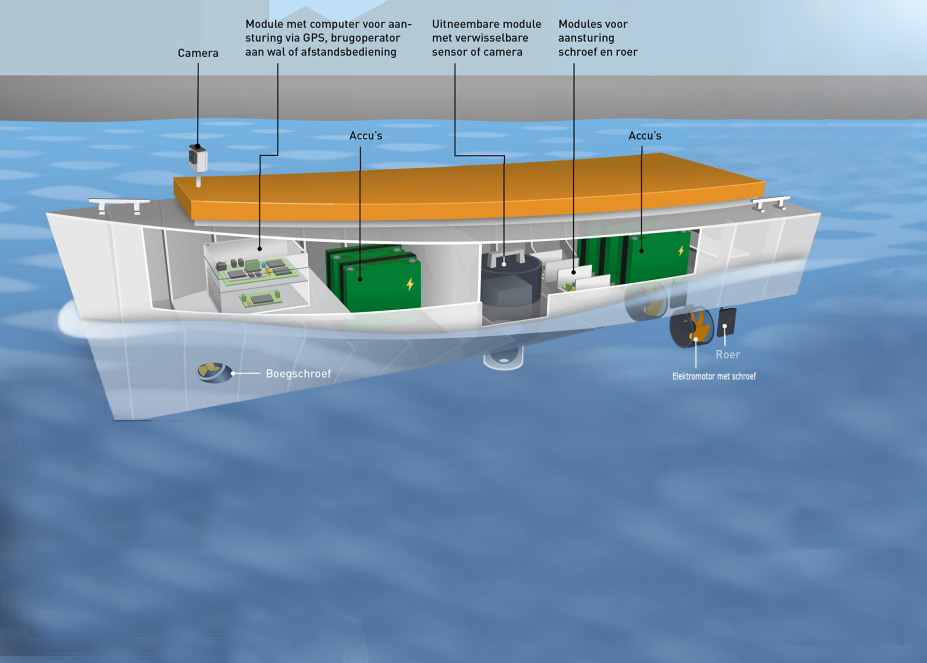 Module met computer voor aan-
sturing via GPS, brugoperator
aan wal of afstandsbediening
Uitneembare module
met verwisselbare
sensor of camera
Modules voor
aansturing
schroef en roer
Camera
Accu's
Accu's
Boegschroef
Roer
Elektromotor met schroef